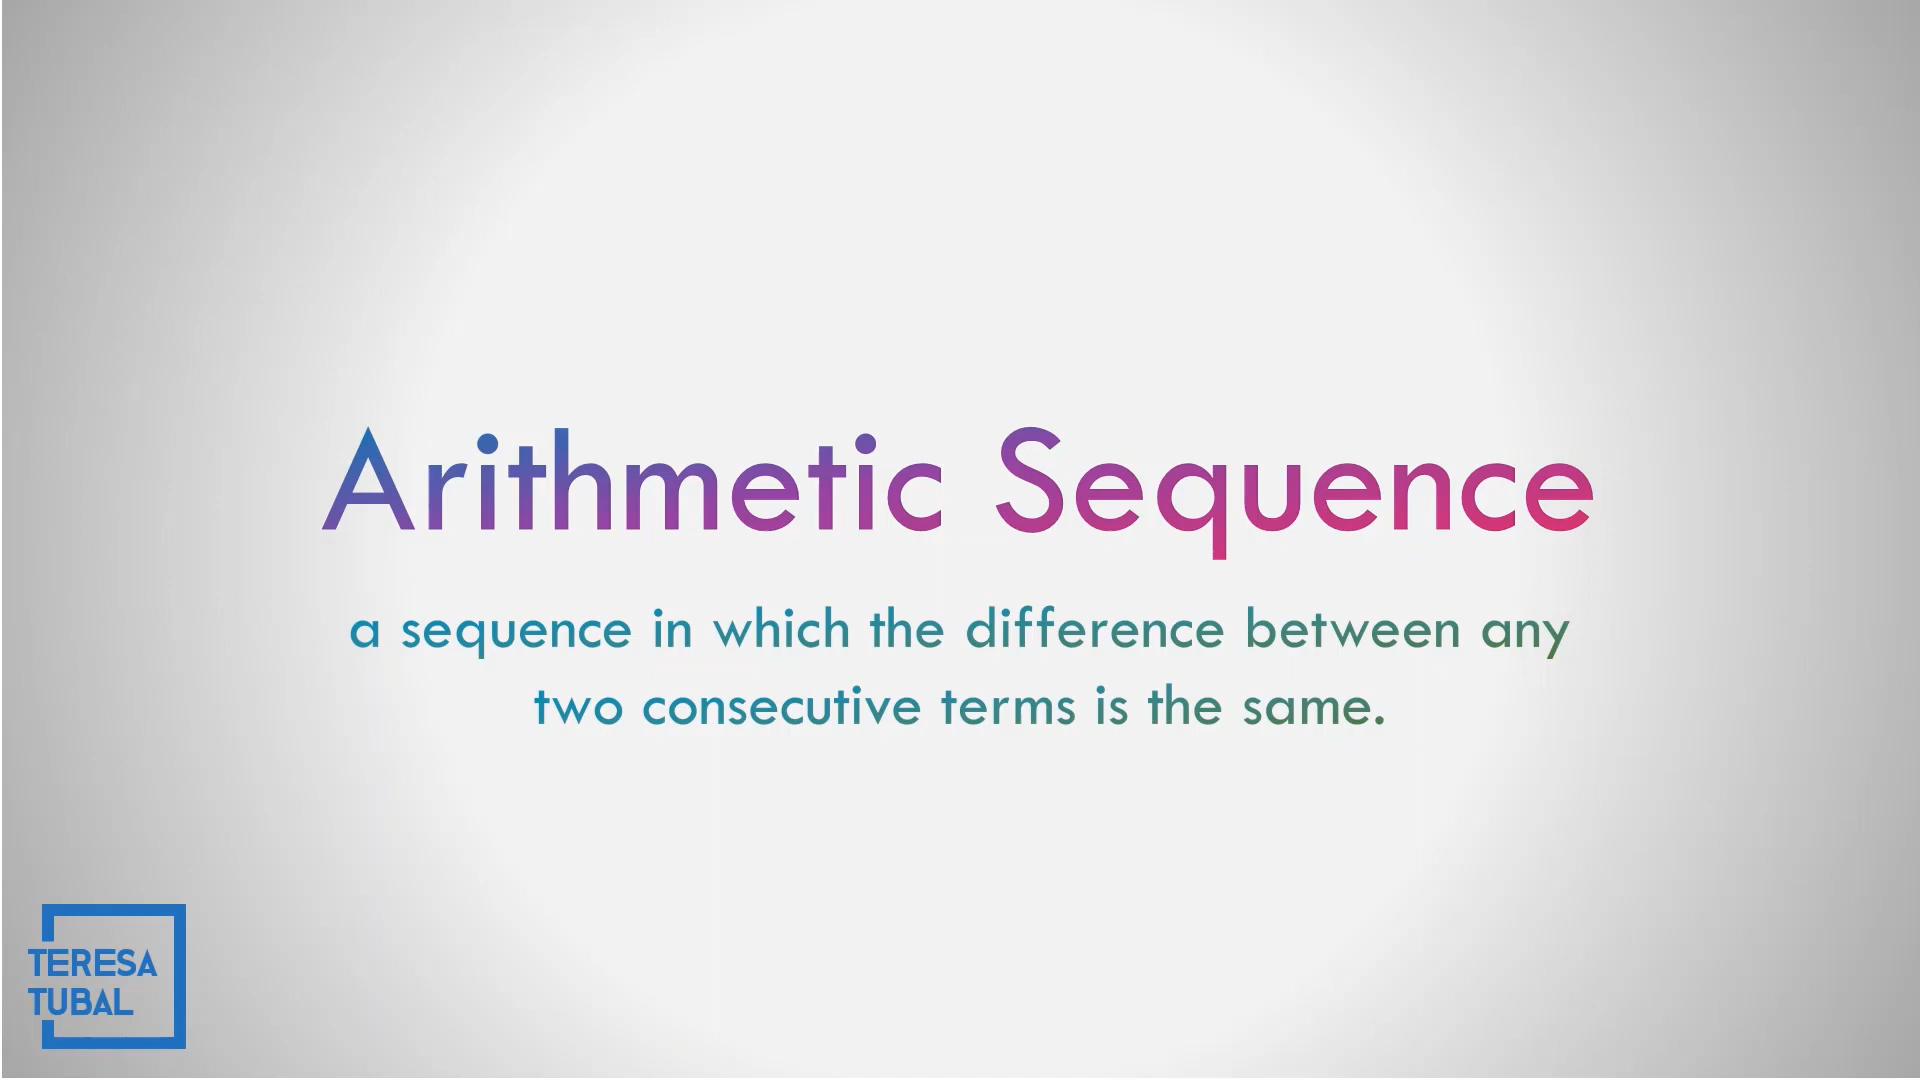 Arithmetic Sequence
a sequence in which the difference between any
two consecutive terms is the same.
TERESA
TUBAL